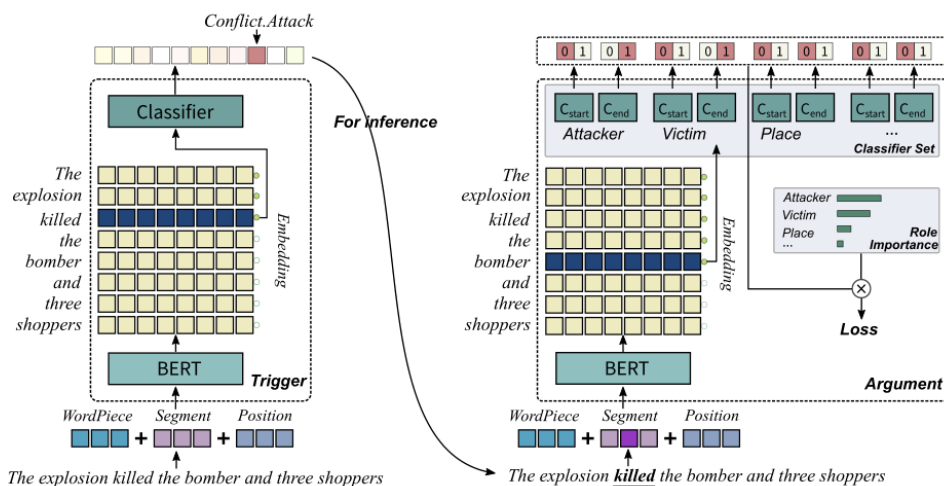 Conflict.Attack
Classifier
The
explosion
killed
the
bomber
and
three
shoppers
Embedding
BERT
Trigger
WordPiece
Segment
Position
+
+
The explosion killed the bomber and three shoppers
For inference
0 1 0 1 0 1 0 1 0 1 0 1 0 1 0 1
Cstart Cend Cstart Cend Cstart Cend Cstart Cend
Attacker
Victim
Place
...
Classifier Set
The
explosion
killed
the
bomber
and
three
shoppers
Embedding
Attacker
Victim
Place
...
Role
Importance
Loss
BERT
Argument
WordPiece
Segment
Position
+
+
The explosion killed the bomber and three shoppers